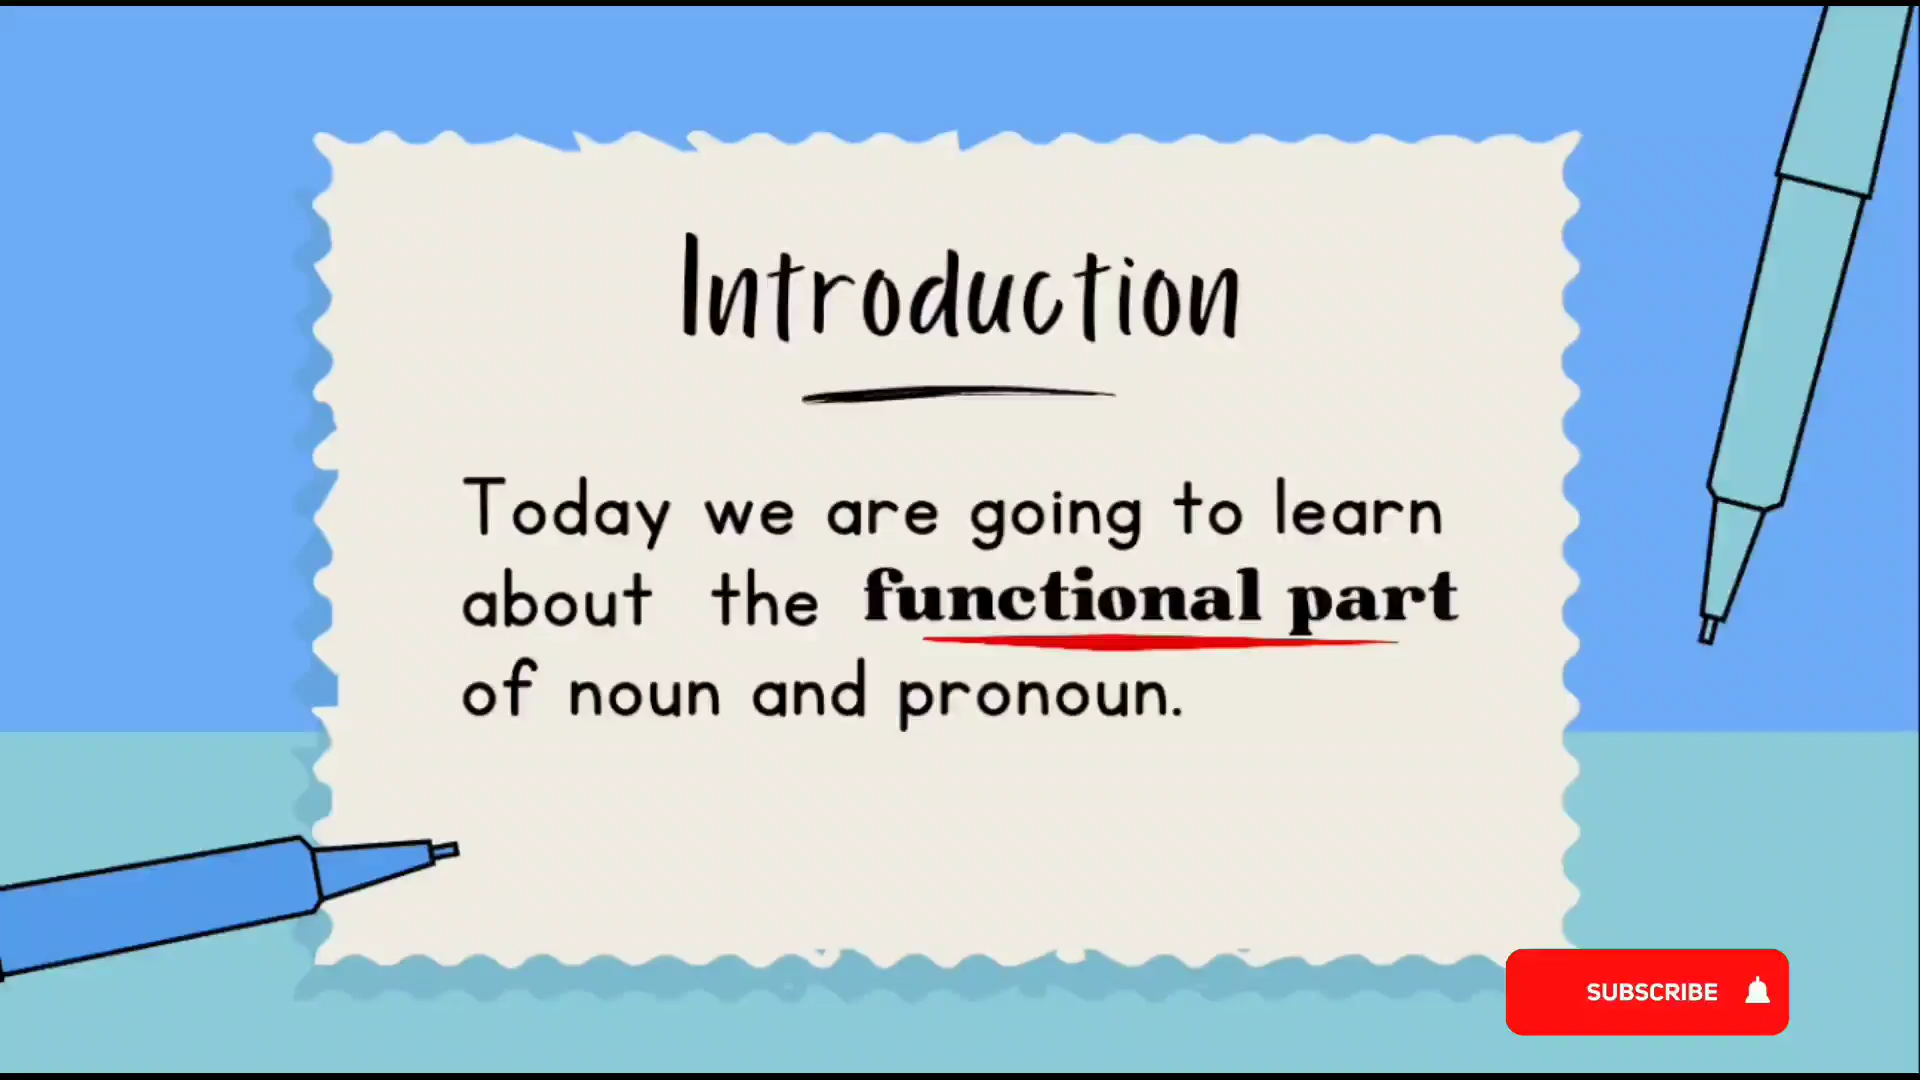 Introduction
Today we are going to learn
about the functional part
of noun and pronoun.
SUBSCRIBE